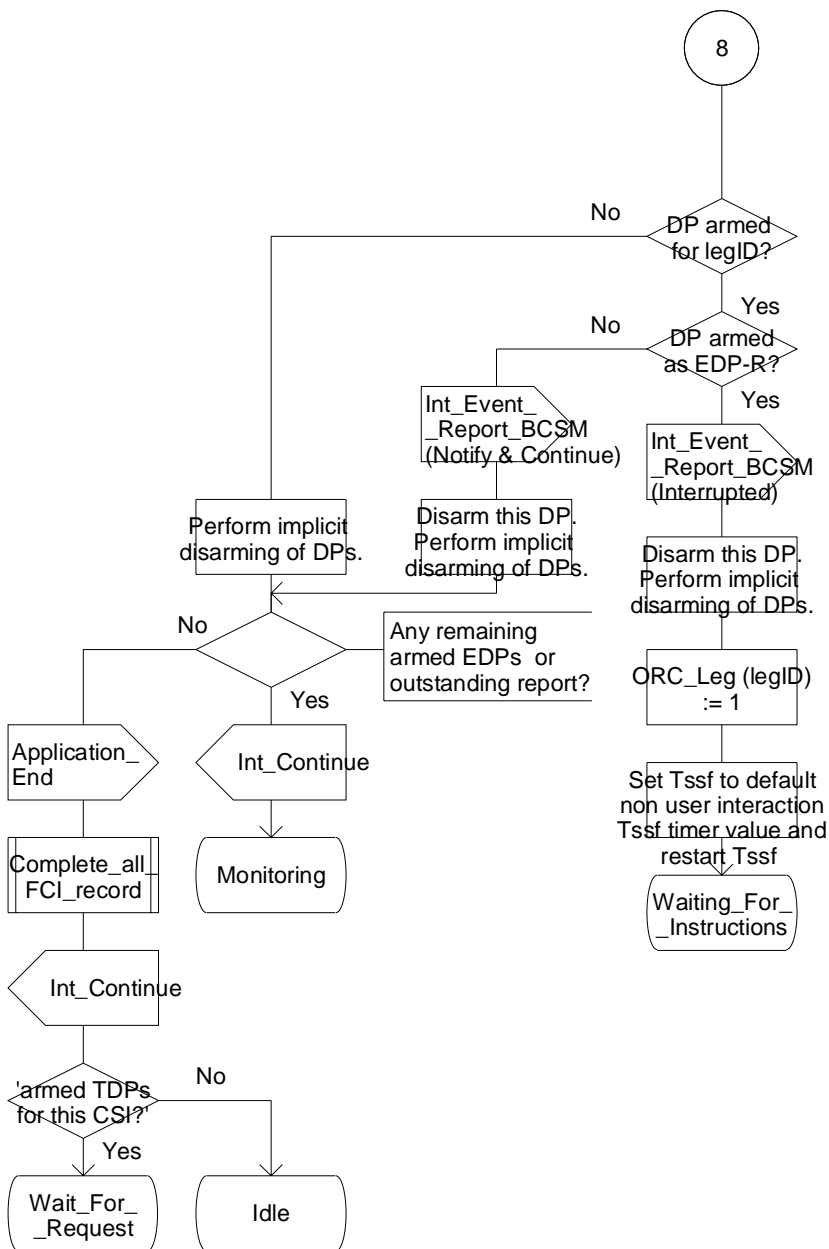 8
No
DP armed
for legID?
Yes
No
DP armed
as EDP-R?
Yes
Int_Event_
_Report_BCSM
(Notify & Continue)
Int_Event_
_Report_BCSM
(Interrupted)
Perform implicit
disarming of DPs.
Disarm this DP.
Perform implicit
disarming of DPs.
Disarm this DP.
Perform implicit
disarming of DPs.
No
Any remaining
armed EDPs or
outstanding report?
Yes
ORC_Leg (legID)
:= 1
Application_
End
Int_Continue
Set Tssf to default
non user interaction
Tssf timer value and
restart Tssf
Complete_all_
FCI_record
Monitoring
Waiting_For_
_Instructions
Int_Continue
'armed TDPs
for this CSI?'
No
Yes
Wait_For_
_Request
Idle